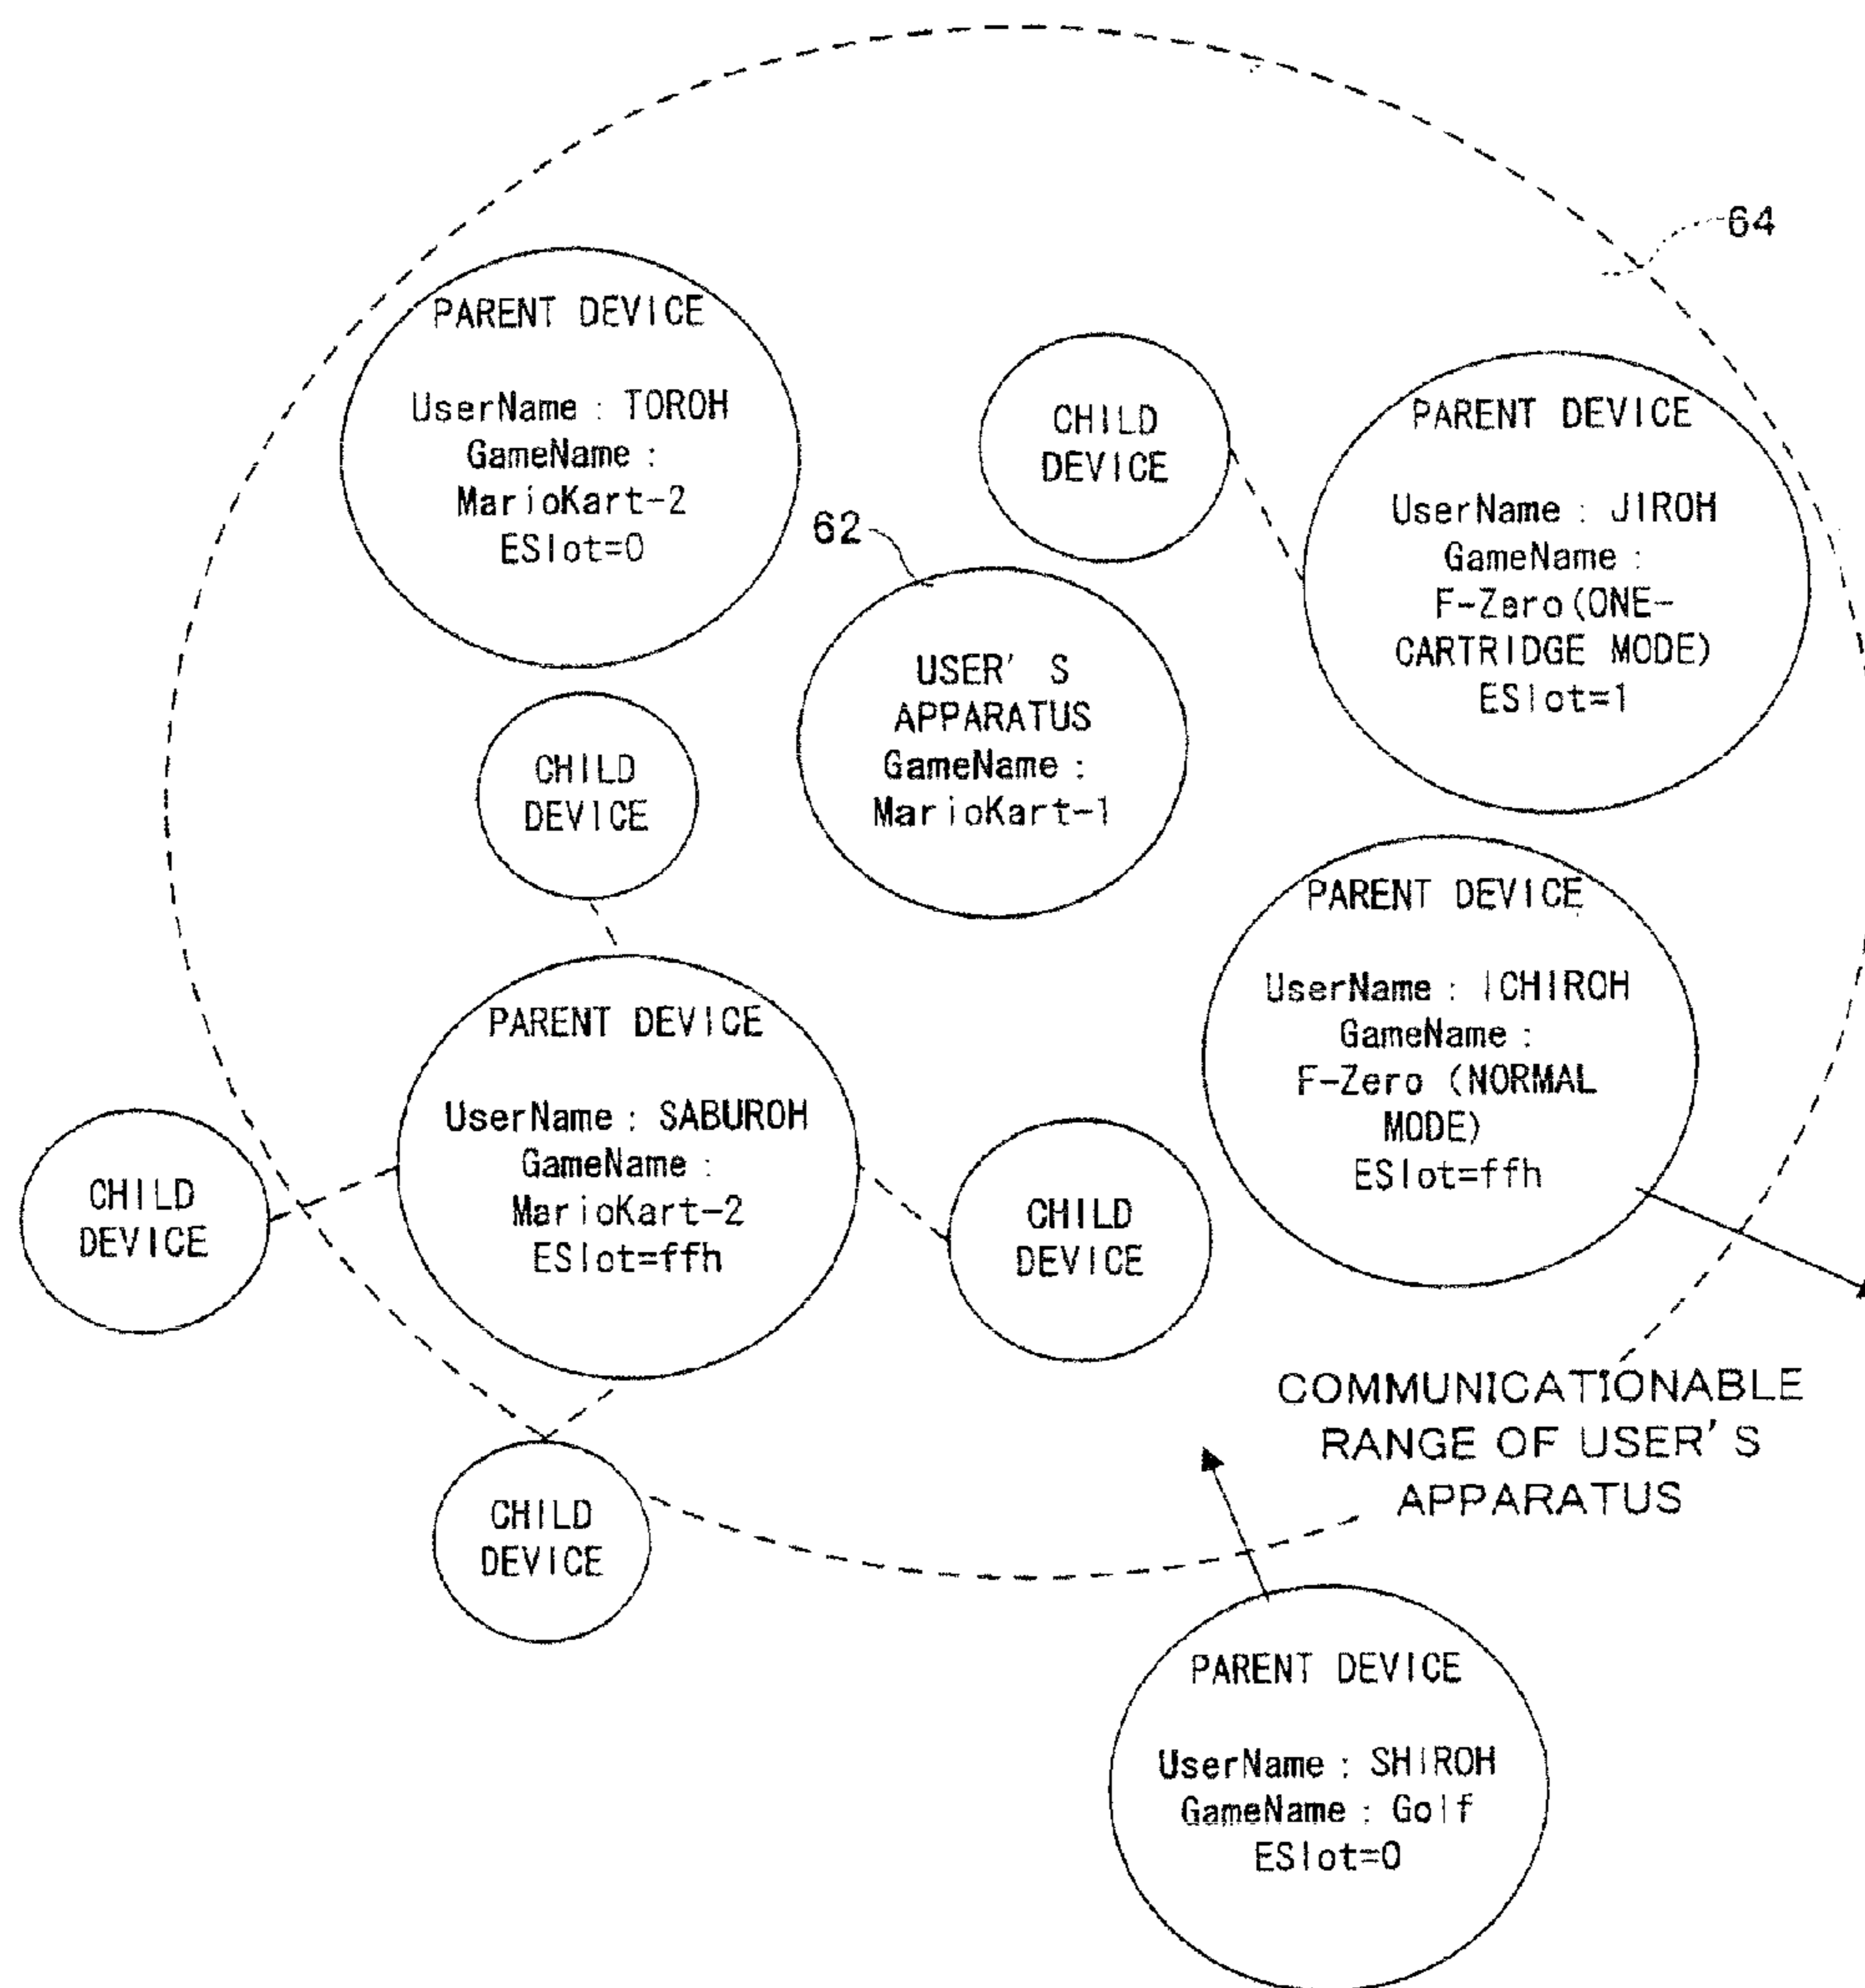 64
PARENT DEVICE
UserName : TOROH
GameName :
MarioKart-2
ESlot=0
CHILD
DEVICE
PARENT DEVICE
UserName : JIROH
GameName :
F-Zero(ONE-
CARTRIDGE MODE)
ESlot=1
62
USER' S
APPARATUS
GameName :
MarioKart-1
CHILD
DEVICE
PARENT DEVICE
UserName : ICHIROH
GameName :
F-Zero (NORMAL
MODE)
ESlot=ffh
PARENT DEVICE
UserName : SABUROH
GameName :
MarioKart-2
ESlot=ffh
CHILD
DEVICE
CHILD
DEVICE
COMMUNICATIONABLE
RANGE OF USER' S
APPARATUS
CHILD
DEVICE
PARENT DEVICE
UserName : SHIROH
GameName : Golf
ESlot=0